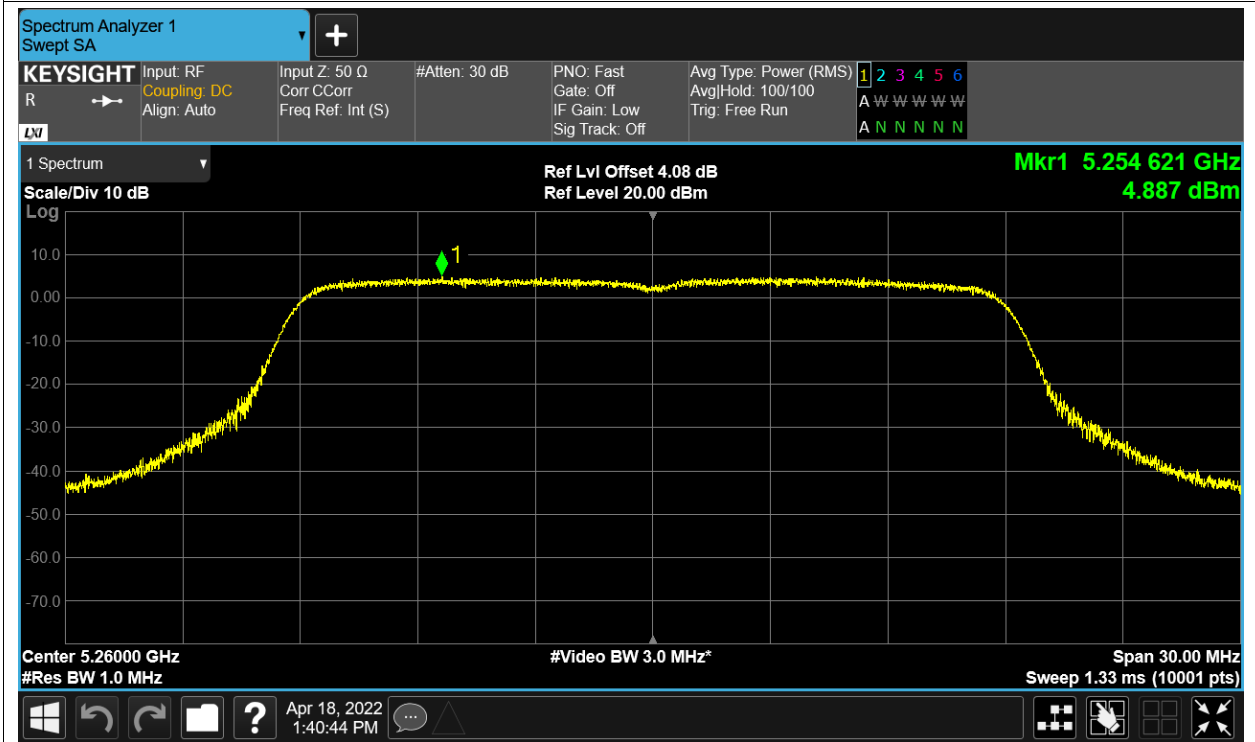 Spectrum Analyzer 1
Swept SA
+
KEYSIGHT
R
LXI
Input: RF
Coupling: DC
Align: Auto
Input Z: 50 Ω
Corr CCorr
Freq Ref: Int (S)
#Atten: 30 dB
PNO: Fast
Gate: Off
IF Gain: Low
Sig Track: Off
Avg Type: Power (RMS)
Avg|Hold: 100/100
Trig: Free Run
1 2 3 4 5 6
A W W W W W
A N N N N N
1 Spectrum
Scale/Div 10 dB
Log
Ref Lvl Offset 4.08 dB
Ref Level 20.00 dBm
Mkr1 5.254 621 GHz
4.887 dBm
1
10.0
0.00
-10.0
-20.0
-30.0
-40.0
-50.0
-60.0
-70.0
Center 5.26000 GHz
#Res BW 1.0 MHz
#Video BW 3.0 MHz*
Span 30.00 MHz
Sweep 1.33 ms (10001 pts)
?
Apr 18, 2022
1:40:44 PM